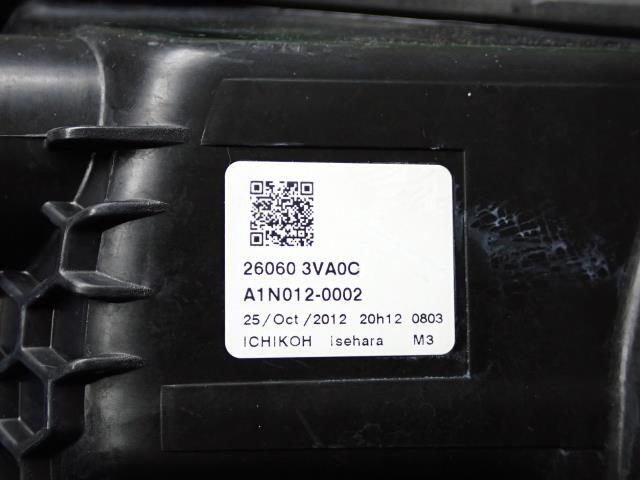 26060 3VA0C
A1N012-0002
25/Oct/2012 20h12 0803
ICHIKOH Isehara M3